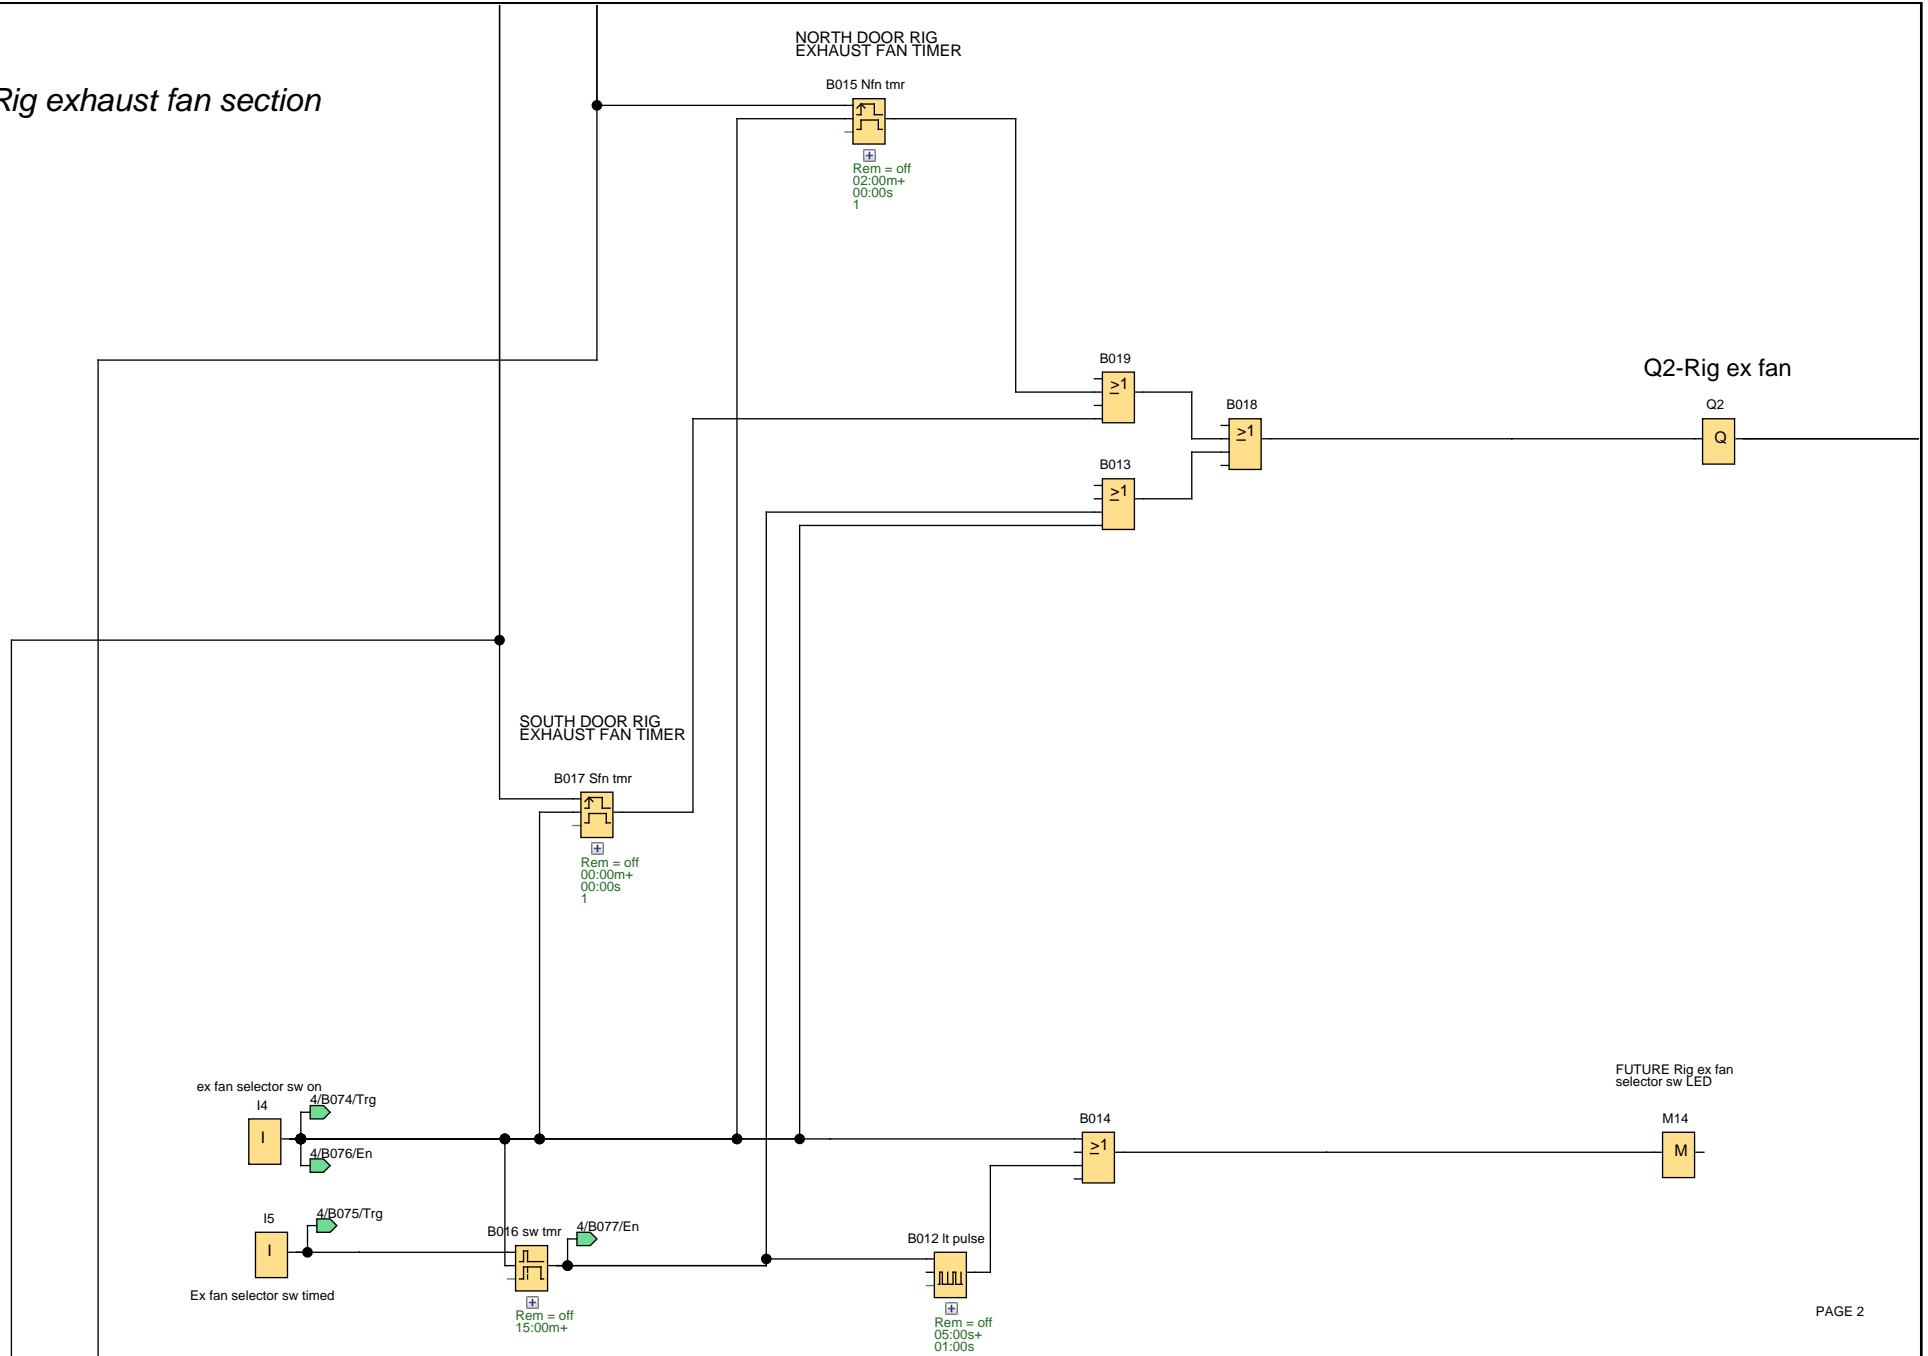 NORTH DOOR RIG
EXHAUST FAN TIMER
B015 Nfn tmr
Rig exhaust fan section
Rem = off
02:00m+
00:00s
1
B019
≥1
Q2-Rig ex fan
B018
≥1
Q2
Q
B013
≥1
SOUTH DOOR RIG
EXHAUST FAN TIMER
B017 Sfn tmr
Rem = off
00:00m+
00:00s
1
FUTURE Rig ex fan
selector sw LED
ex fan selector sw on
I4
4/B074/Trg
I
4/B076/En
B014
≥1
M14
M
I5
4/B075/Trg
I
B016 sw tmr
4/B077/En
B012 lt pulse
Ex fan selector sw timed
Rem = off
15:00m+
Rem = off
05:00s+
01:00s
PAGE 2